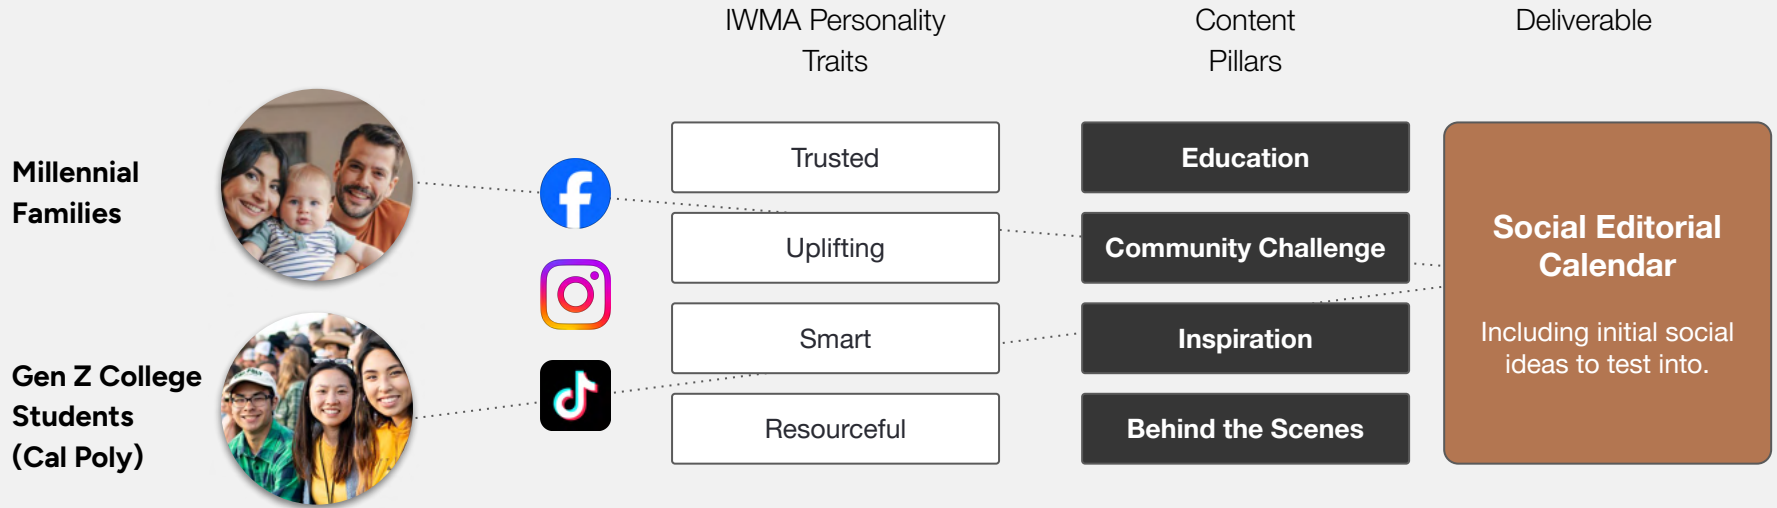 IWMA Personality
Traits
Content
Pillars
Deliverable
Millennial
Families
Gen Z College
Students
(Cal Poly)
Trusted
Uplifting
Smart
Resourceful
Education
Community Challenge
Inspiration
Behind the Scenes
Social Editorial
Calendar
Including initial social
ideas to test into.